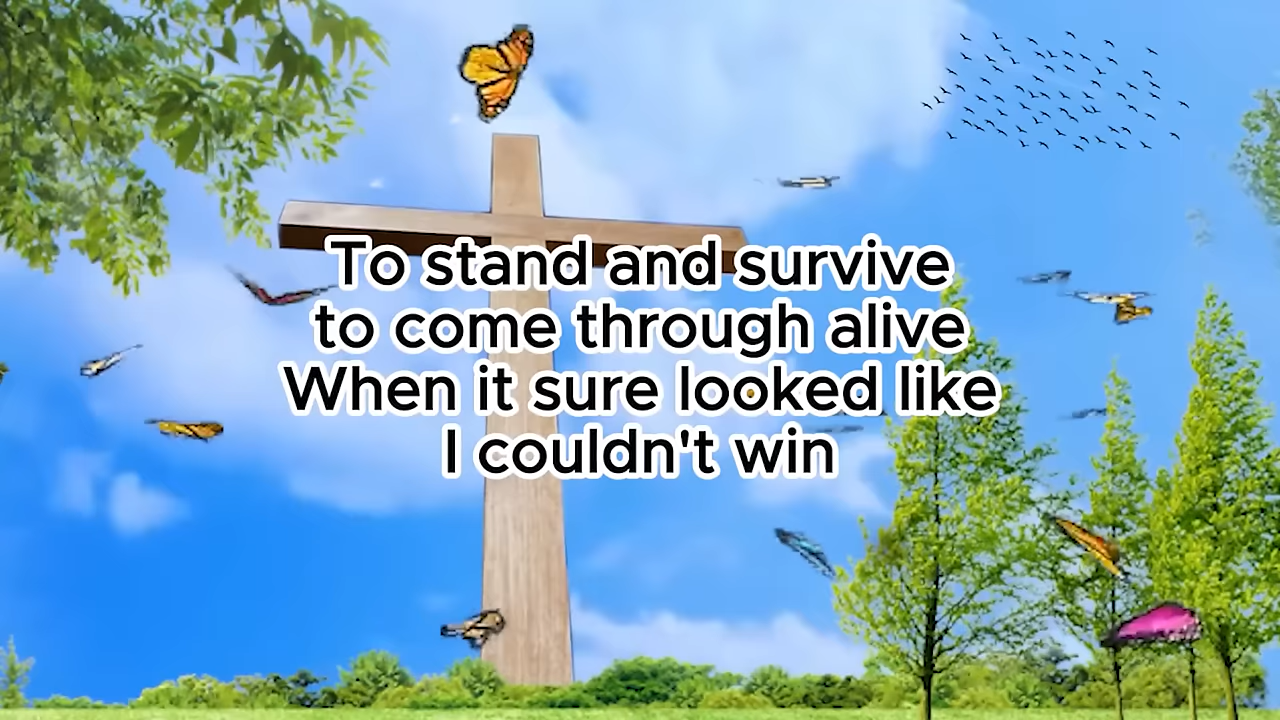 To stand and survive
to come through alive
When it sure looked like
I couldn't win